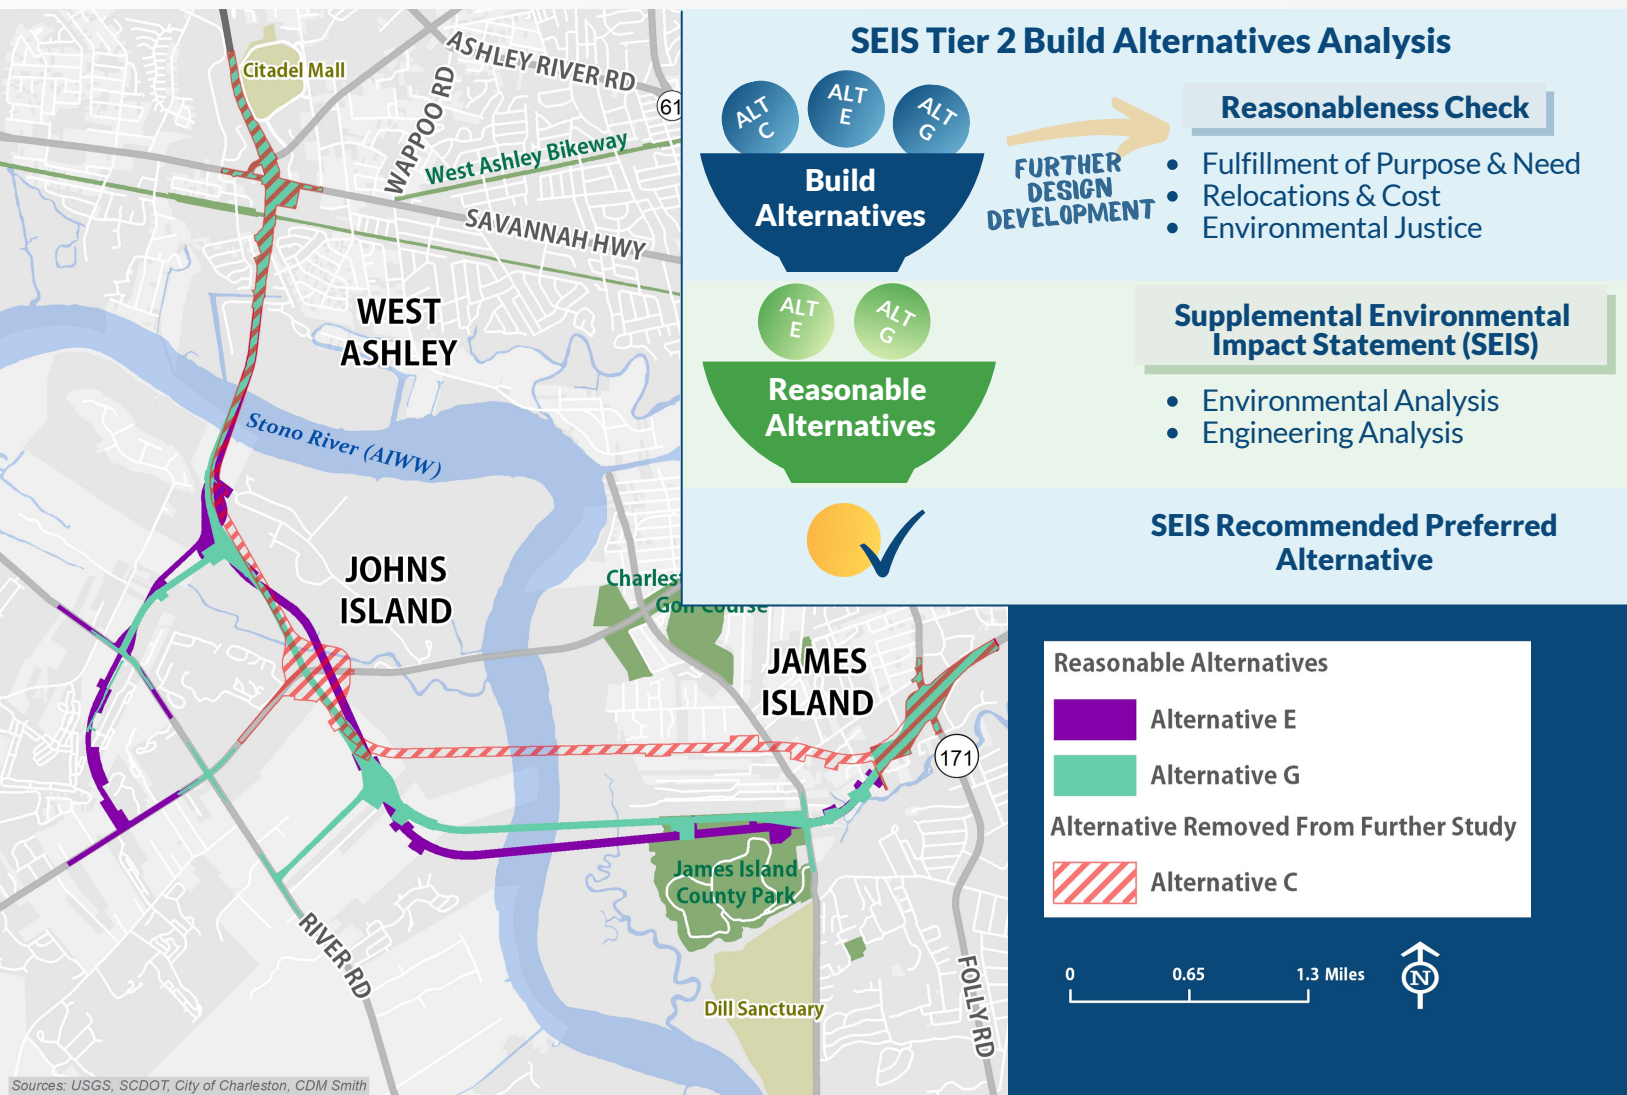 SEIS Tier 2 Build Alternatives Analysis
ALT
C
ALT
E
ALT
G
Build
Alternatives
FURTHER
DESIGN
DEVELOPMENT
Reasonableness Check
• Fulfillment of Purpose & Need
• Relocations & Cost
• Environmental Justice
ALT
E
ALT
G
Reasonable
Alternatives
Supplemental Environmental
Impact Statement (SEIS)
• Environmental Analysis
• Engineering Analysis
SEIS Recommended Preferred
Alternative
Citadel Mall
ASHLEY RIVER RD
WAPPOO RD
61
West Ashley Bikeway
SAVANNAH HWY
WEST
ASHLEY
Stono River (AIWW)
JOHNS
ISLAND
Charles
Golf Course
JAMES
ISLAND
171
James Island
County Park
RIVER RD
FOLLY RD
Dill Sanctuary
Sources: USGS, SCDOT, City of Charleston, CDM Smith
Reasonable Alternatives
Alternative E
Alternative G
Alternative Removed From Further Study
Alternative C
0 0.65 1.3 Miles
N